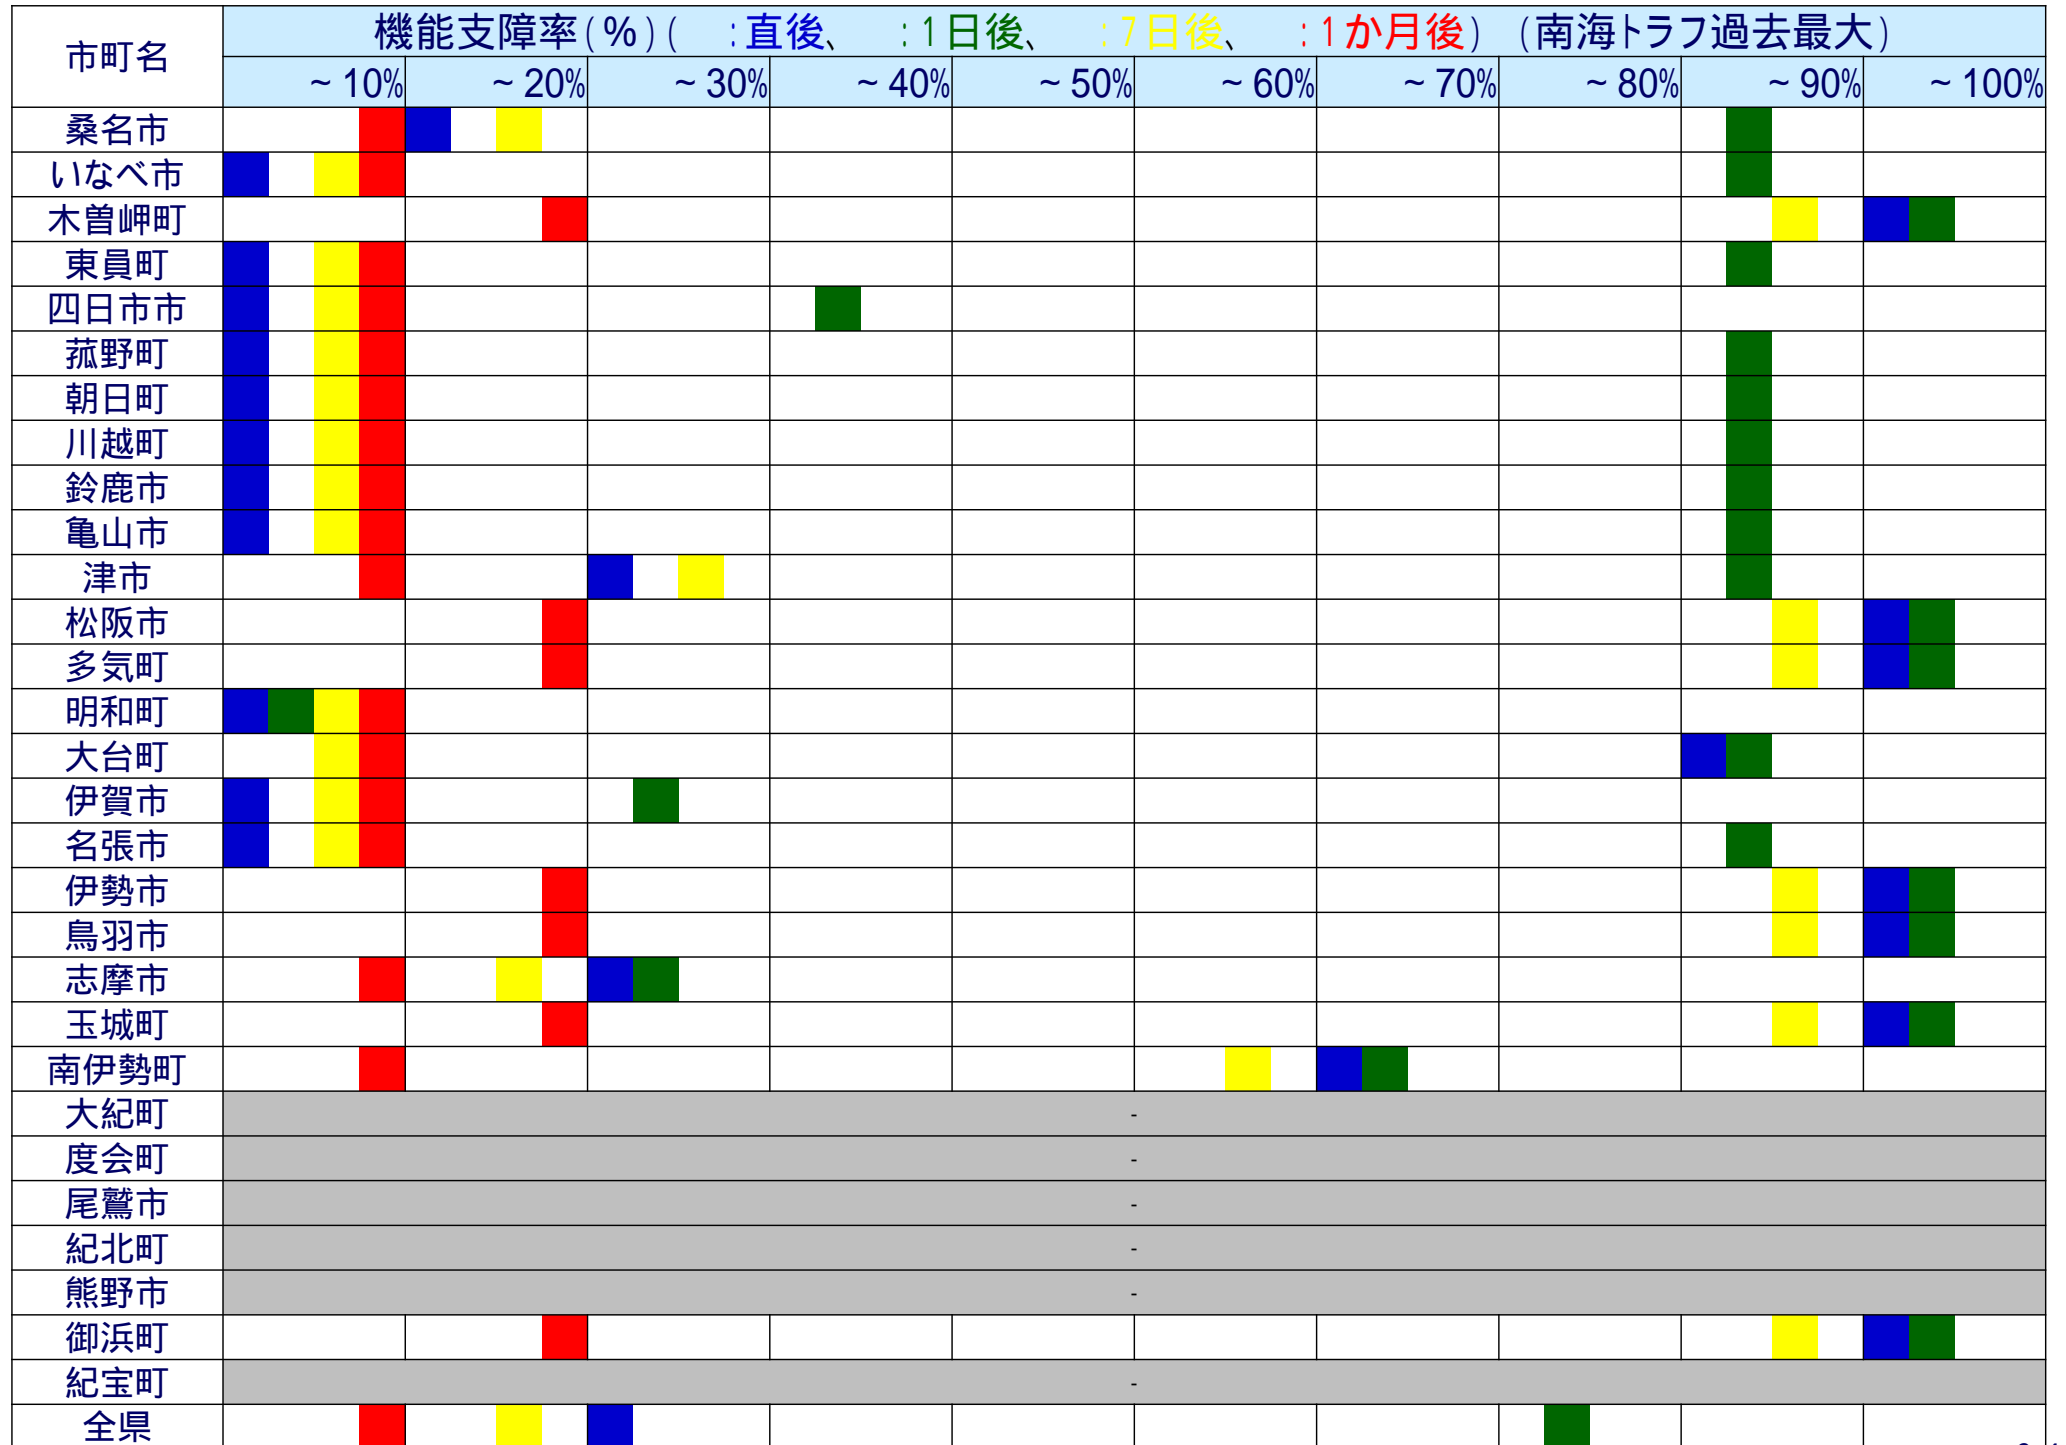 市町名
機能支障率(%)( :直後、 :1日後、 :7日後、 :1か月後) (南海トラフ過去最大)
~10% ~20% ~30% ~40% ~50% ~60% ~70% ~80% ~90% ~100%
桑名市
いなべ市
木曽岬町
東員町
四日市市
菰野町
朝日町
川越町
鈴鹿市
亀山市
津市
松阪市
多気町
明和町
大台町
伊賀市
名張市
伊勢市
鳥羽市
志摩市
玉城町
南伊勢町
大紀町 -
度会町 -
尾鷲市 -
紀北町 -
熊野市 -
御浜町
紀宝町 -
全県